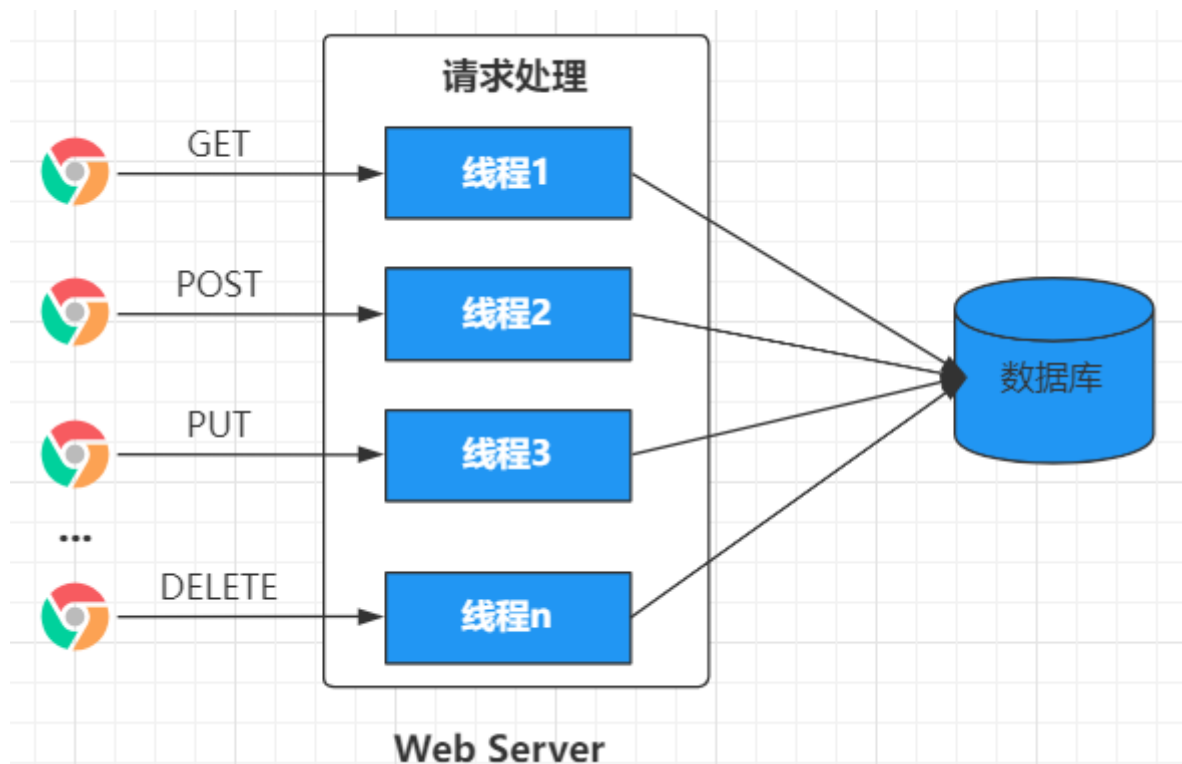 请求处理
GET
线程1
POST
线程2
数据库
PUT
线程3
...
DELETE
线程n
Web Server